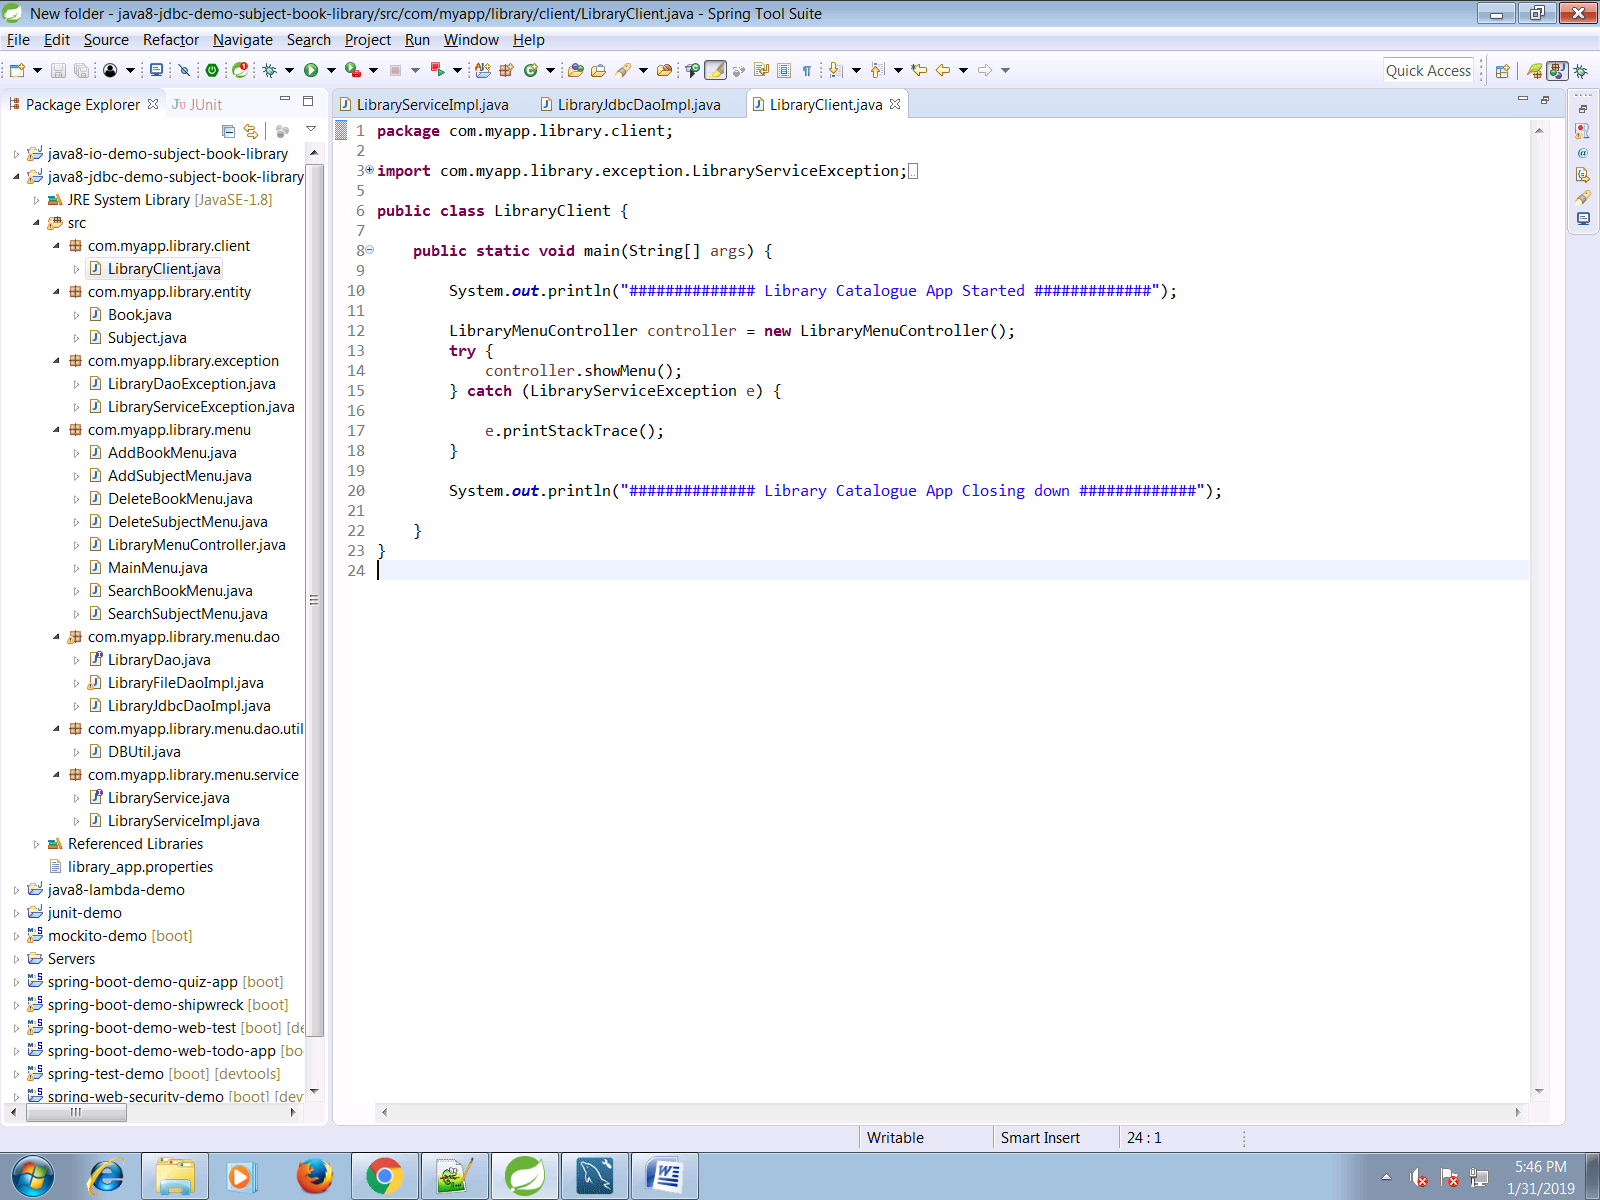 New folder - java8-jdbc-demo-subject-book-library/src/com/myapp/library/client/LibraryClient.java - Spring Tool Suite
File Edit Source Refactor Navigate Search Project Run Window Help
Quick Access
Package Explorer
JUnit
LibraryServiceImpl.java
LibraryJdbcDaoImpl.java
LibraryClient.java
java8-io-demo-subject-book-library
java8-jdbc-demo-subject-book-library
JRE System Library [JavaSE-1.8]
src
com.myapp.library.client
LibraryClient.java
com.myapp.library.entity
Book.java
Subject.java
com.myapp.library.exception
LibraryDaoException.java
LibraryServiceException.java
com.myapp.library.menu
AddBookMenu.java
AddSubjectMenu.java
DeleteBookMenu.java
DeleteSubjectMenu.java
LibraryMenuController.java
MainMenu.java
SearchBookMenu.java
SearchSubjectMenu.java
com.myapp.library.menu.dao
LibraryDao.java
LibraryFileDaoImpl.java
LibraryJdbcDaoImpl.java
com.myapp.library.menu.dao.util
DBUtil.java
com.myapp.library.menu.service
LibraryService.java
LibraryServiceImpl.java
Referenced Libraries
library_app.properties
java8-lambda-demo
junit-demo
mockito-demo [boot]
Servers
spring-boot-demo-quiz-app [boot]
spring-boot-demo-shipwreck [boot]
spring-boot-demo-web-test [boot] [de
spring-boot-demo-web-todo-app [bo
spring-test-demo [boot] [devtools]
spring-web-security-demo [boot] [dev
1 package com.myapp.library.client;
2
3 import com.myapp.library.exception.LibraryServiceException;
5
6 public class LibraryClient {
7
8 public static void main(String[] args) {
9
10 System.out.println("############## Library Catalogue App Started #############");
11
12 LibraryMenuController controller = new LibraryMenuController();
13 try {
14 controller.showMenu();
15 } catch (LibraryServiceException e) {
16
17 e.printStackTrace();
18 }
19
20 System.out.println("############## Library Catalogue App Closing down #############");
21
22 }
23 }
24
Writable
Smart Insert
24 : 1
5:46 PM
1/31/2019